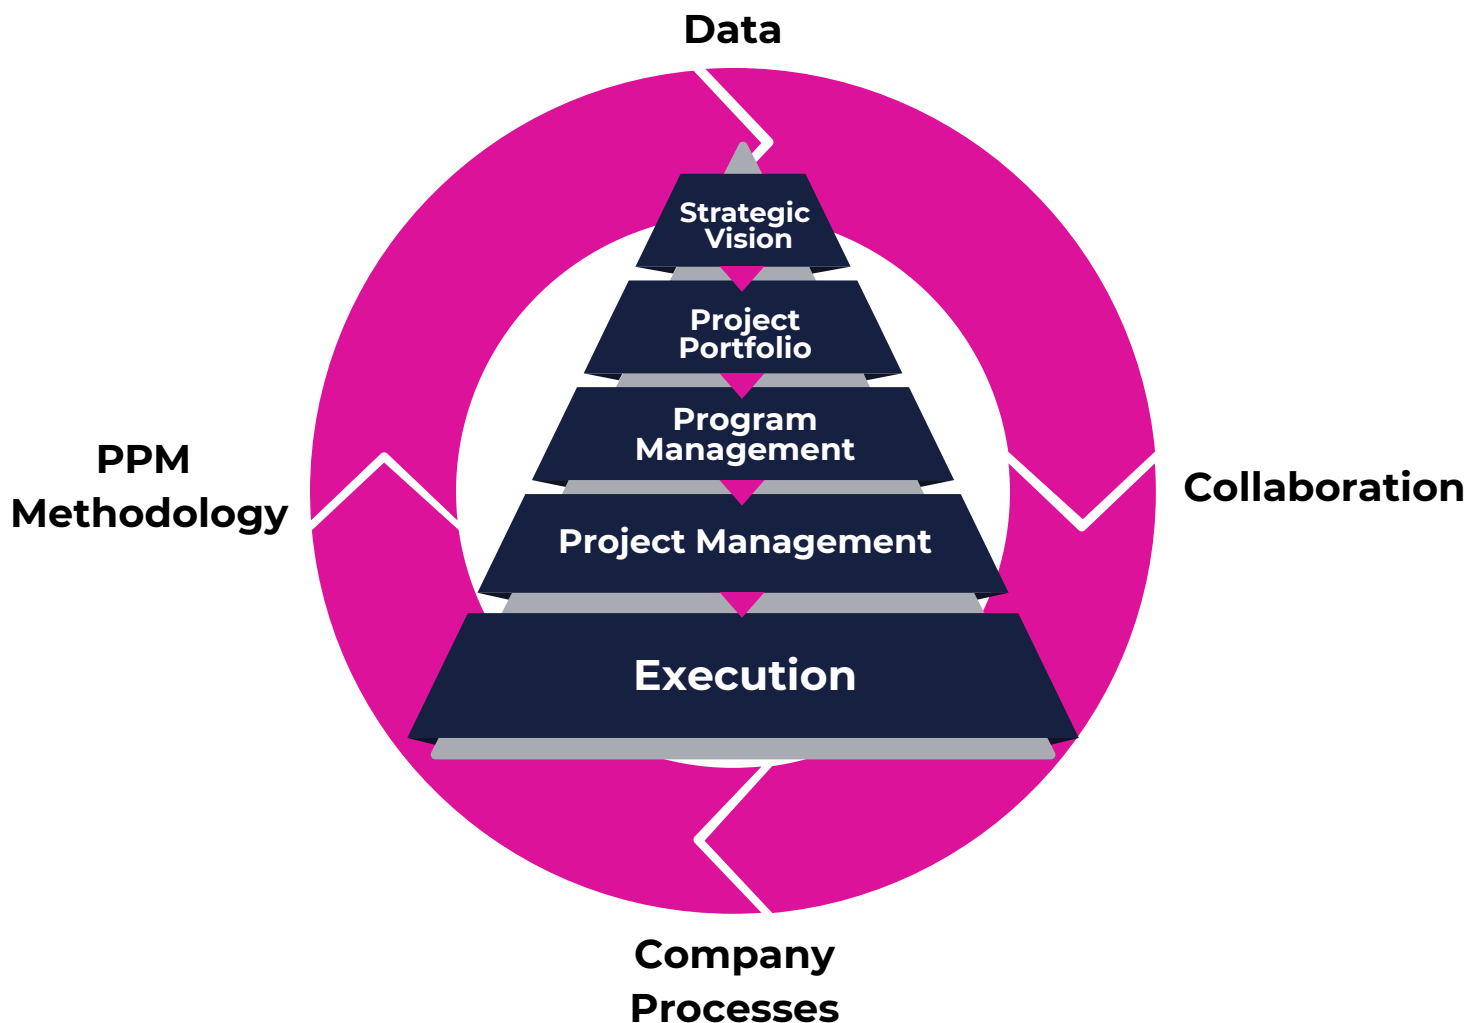 Data
Strategic
Vision
Project
Portfolio
Program
Management
Project Management
Execution
PPM
Methodology
Collaboration
Company
Processes